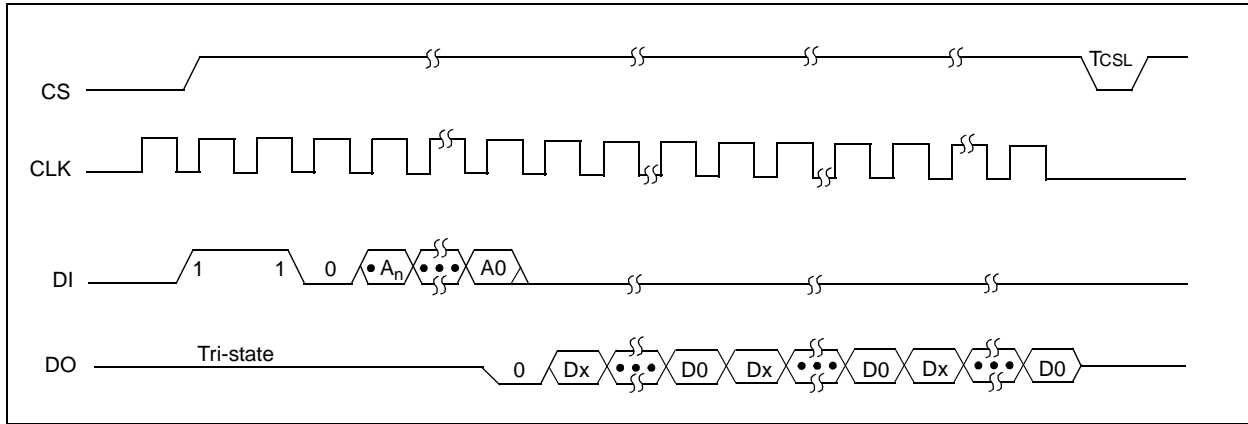 TCSL
CS
CLK
DI 1 1 0 • An • • • A0
Tri-state
DO 0 Dx • • • D0 Dx • • • D0 Dx • • • D0